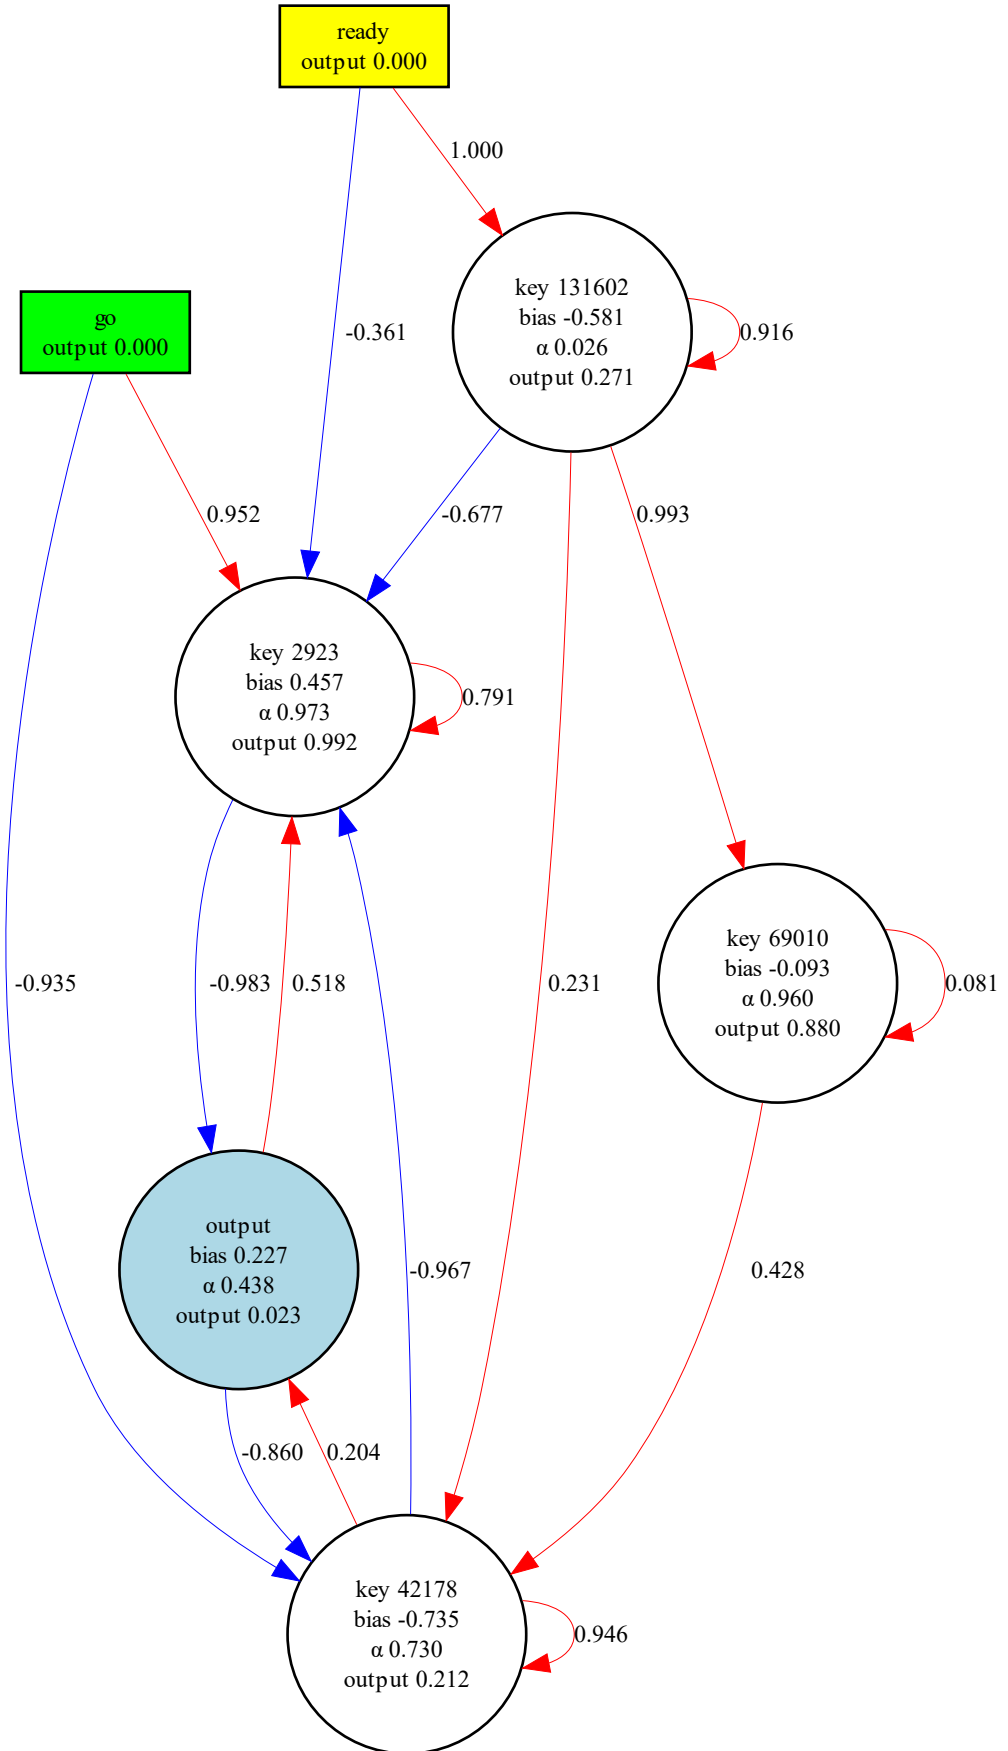 ready
output 0.000
1.000
key 131602
bias -0.581
α 0.026
output 0.271
0.916
go
output 0.000
-0.361
0.952
-0.677
0.993
key 2923
bias 0.457
α 0.973
output 0.992
0.791
key 69010
bias -0.093
α 0.960
output 0.880
0.081
-0.935
-0.983
0.518
0.231
output
bias 0.227
α 0.438
output 0.023
-0.967
0.428
-0.860
0.204
key 42178
bias -0.735
α 0.730
output 0.212
0.946